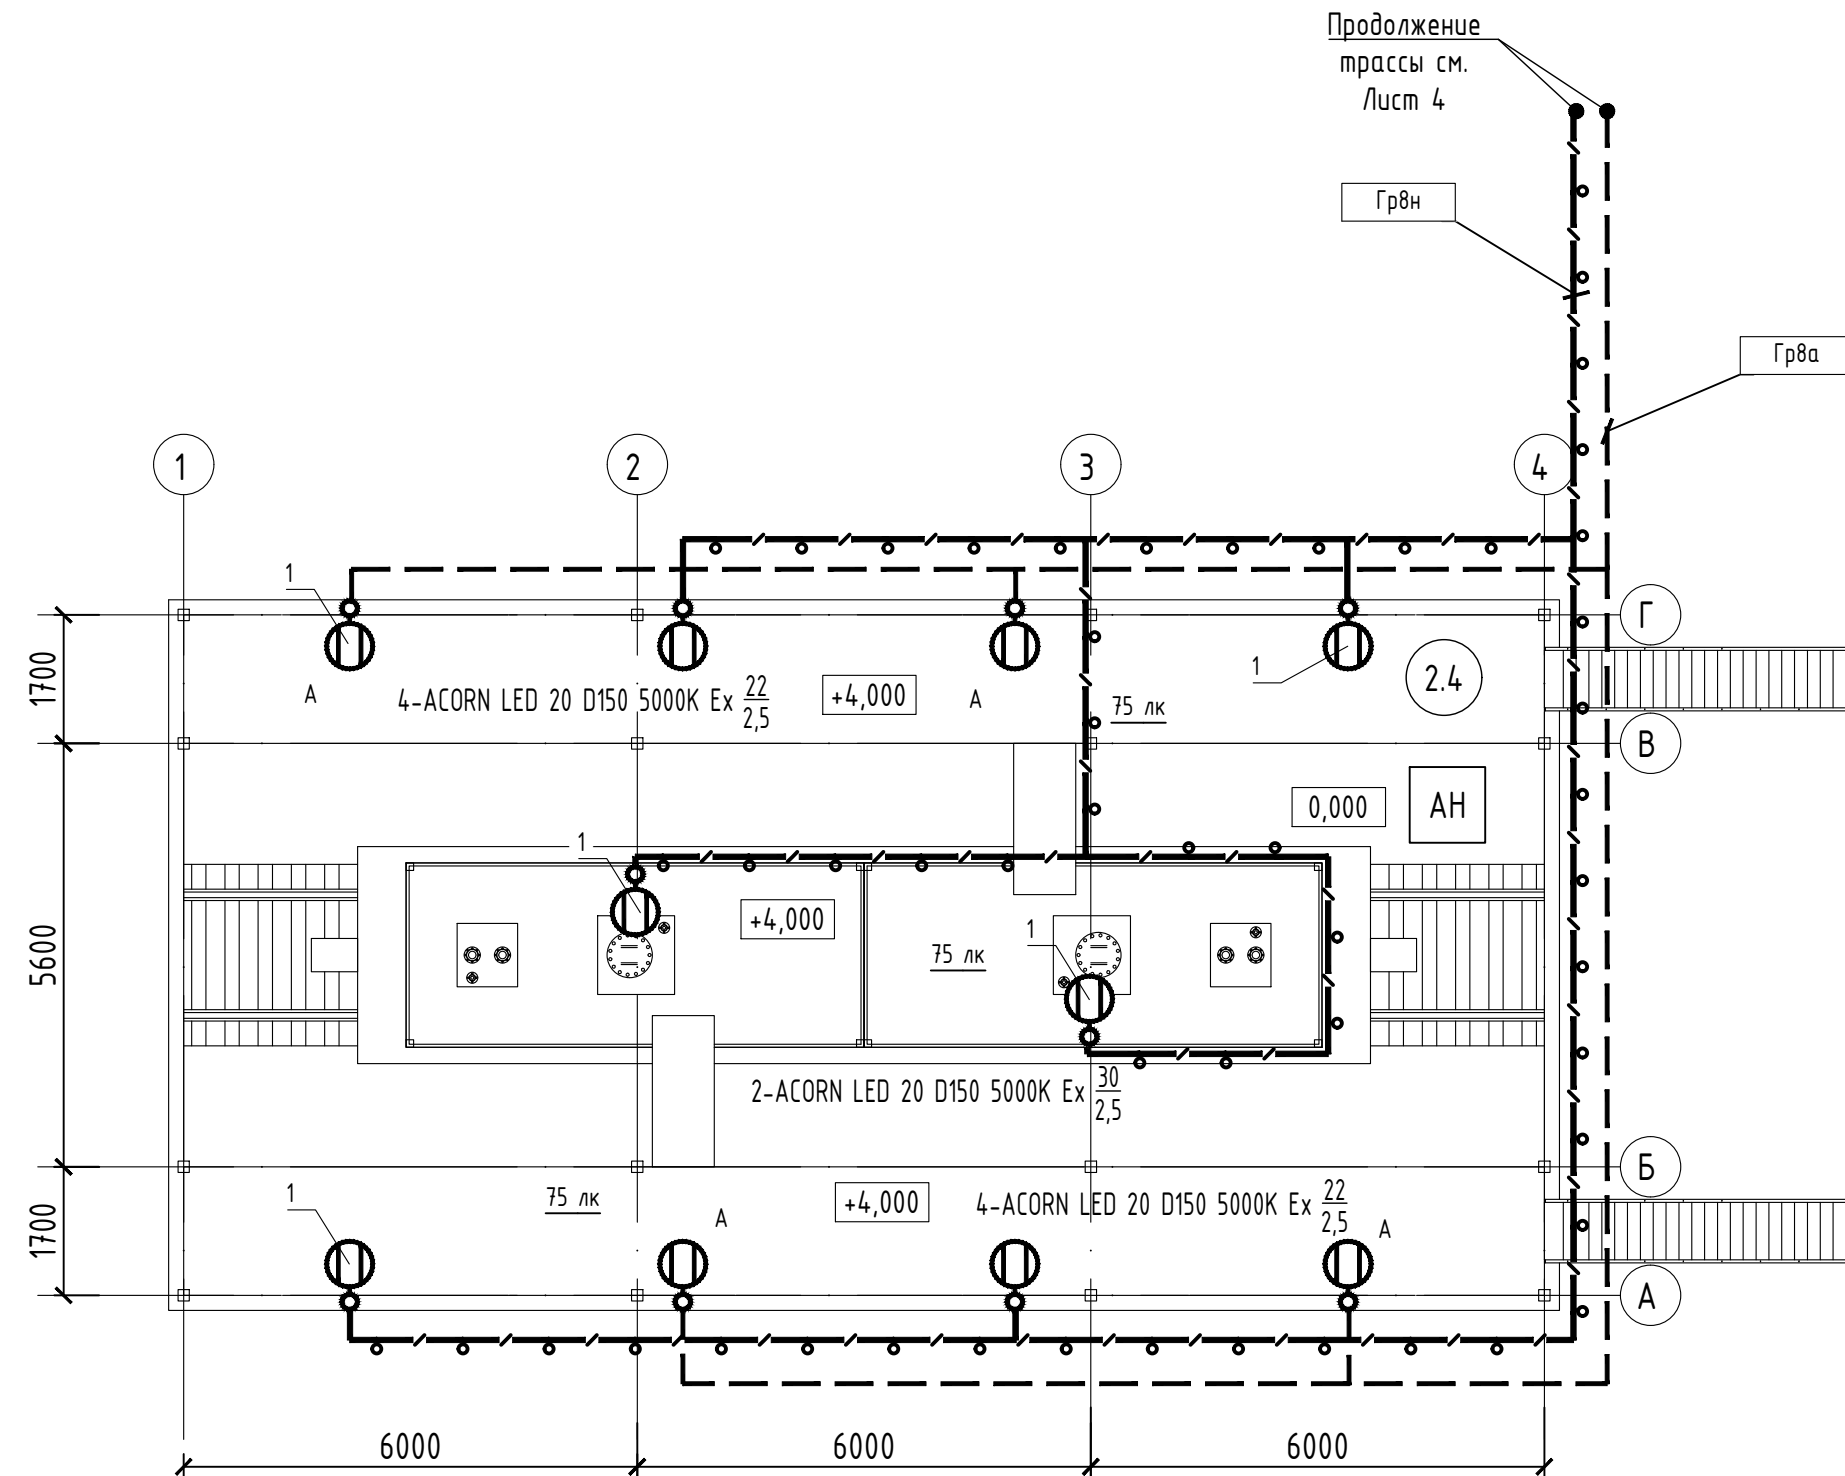 Продолжение
трассы см.
Лист 4
Гр8н
Гр8а
1
2
3
4
1
Г
1700
А
4-ACORN LED 20 D150 5000K Ex 22
2,5
+4,000
А
75 лк
1
2.4
В
0,000
АН
1
5600
+4,000
75 лк
1
2-ACORN LED 20 D150 5000K Ex 30
2,5
Б
1
75 лк
+4,000
4-ACORN LED 20 D150 5000K Ex 22
2,5
А
А
1700
А
6000
6000
6000